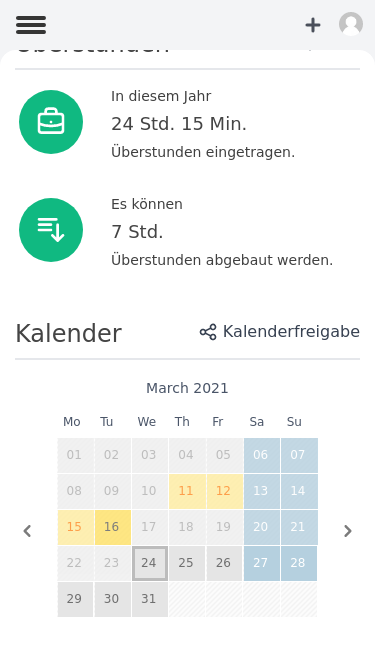 Überstunden
In diesem Jahr
24 Std. 15 Min.
Überstunden eingetragen.
Es können
7 Std.
Überstunden abgebaut werden.
Kalender Kalenderfreigabe
March 2021
Mo Tu We Th Fr Sa Su
01 02 03 04 05 06 07
08 09 10 11 12 13 14
15 16 17 18 19 20 21
22 23 24 25 26 27 28
29 30 31